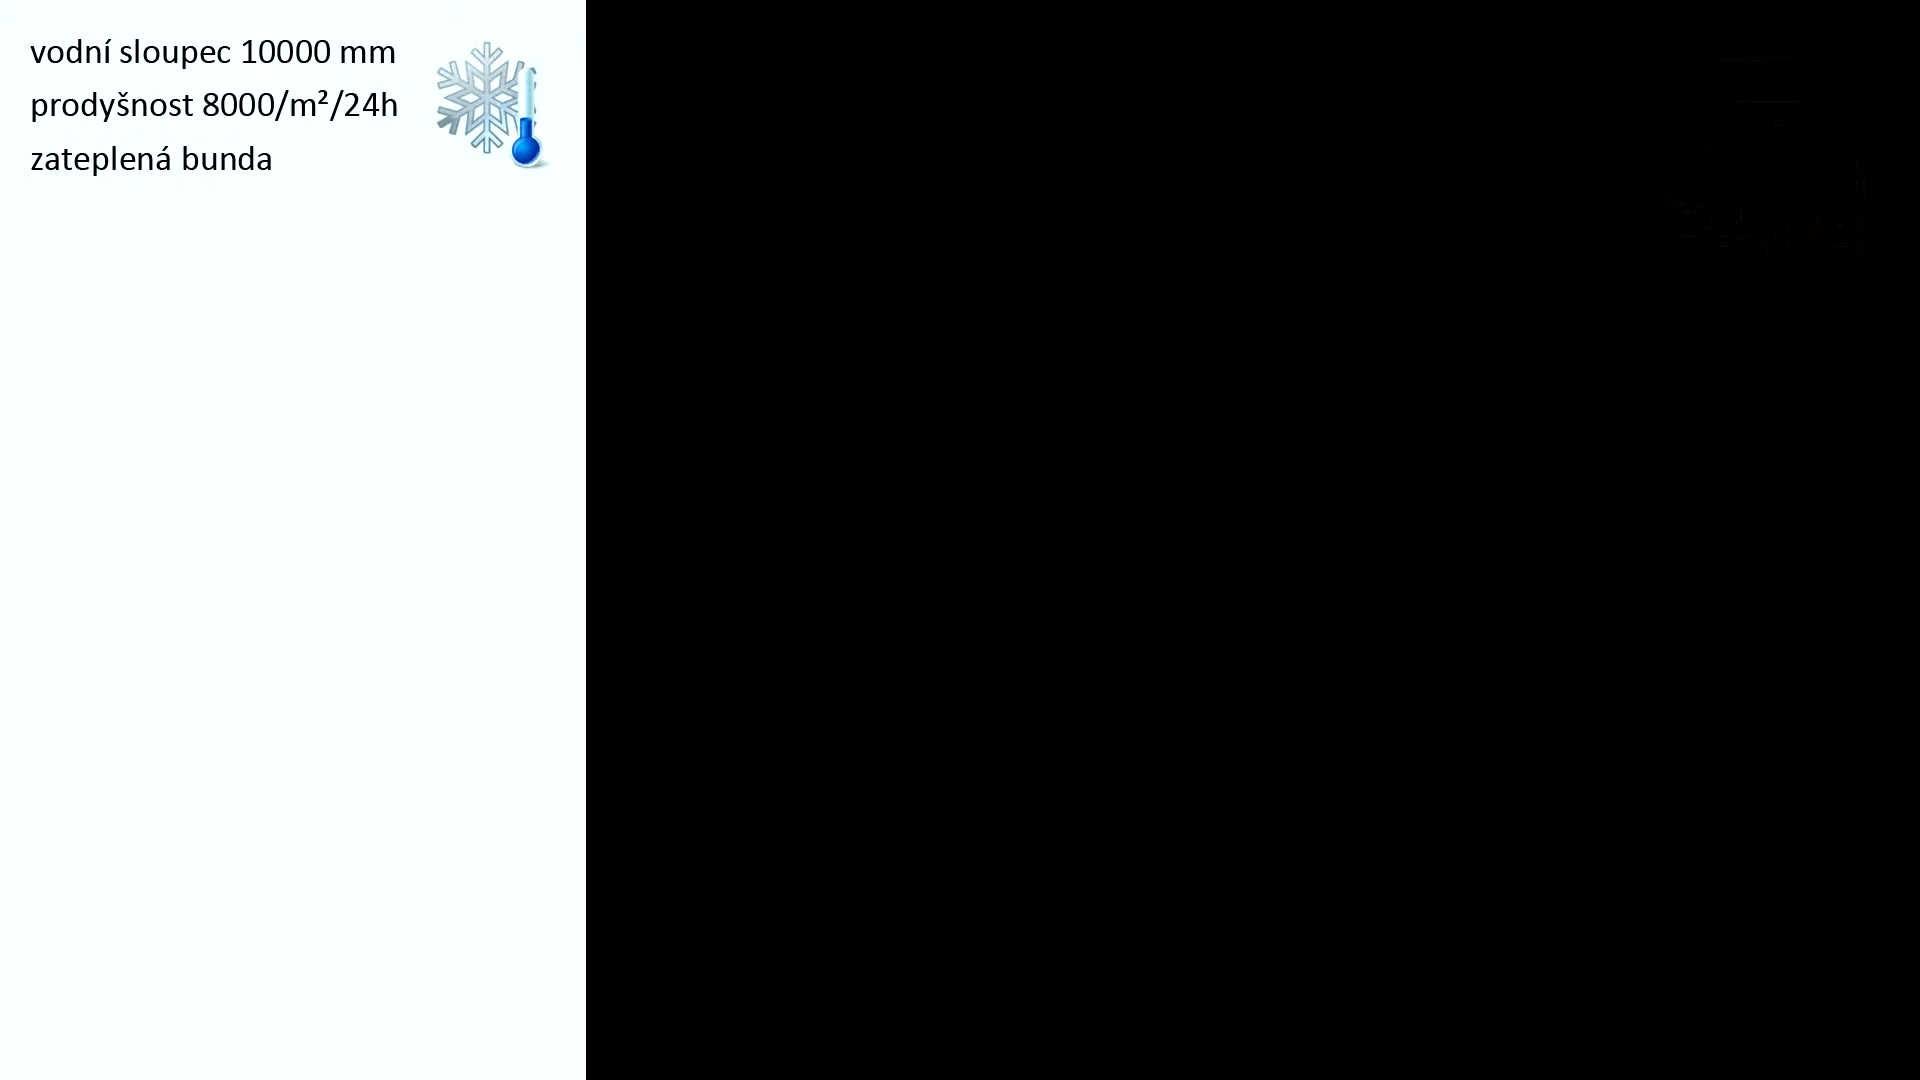 vodní sloupec 10000 mm
prodyšnost 8000/m²/24h
zateplená bunda